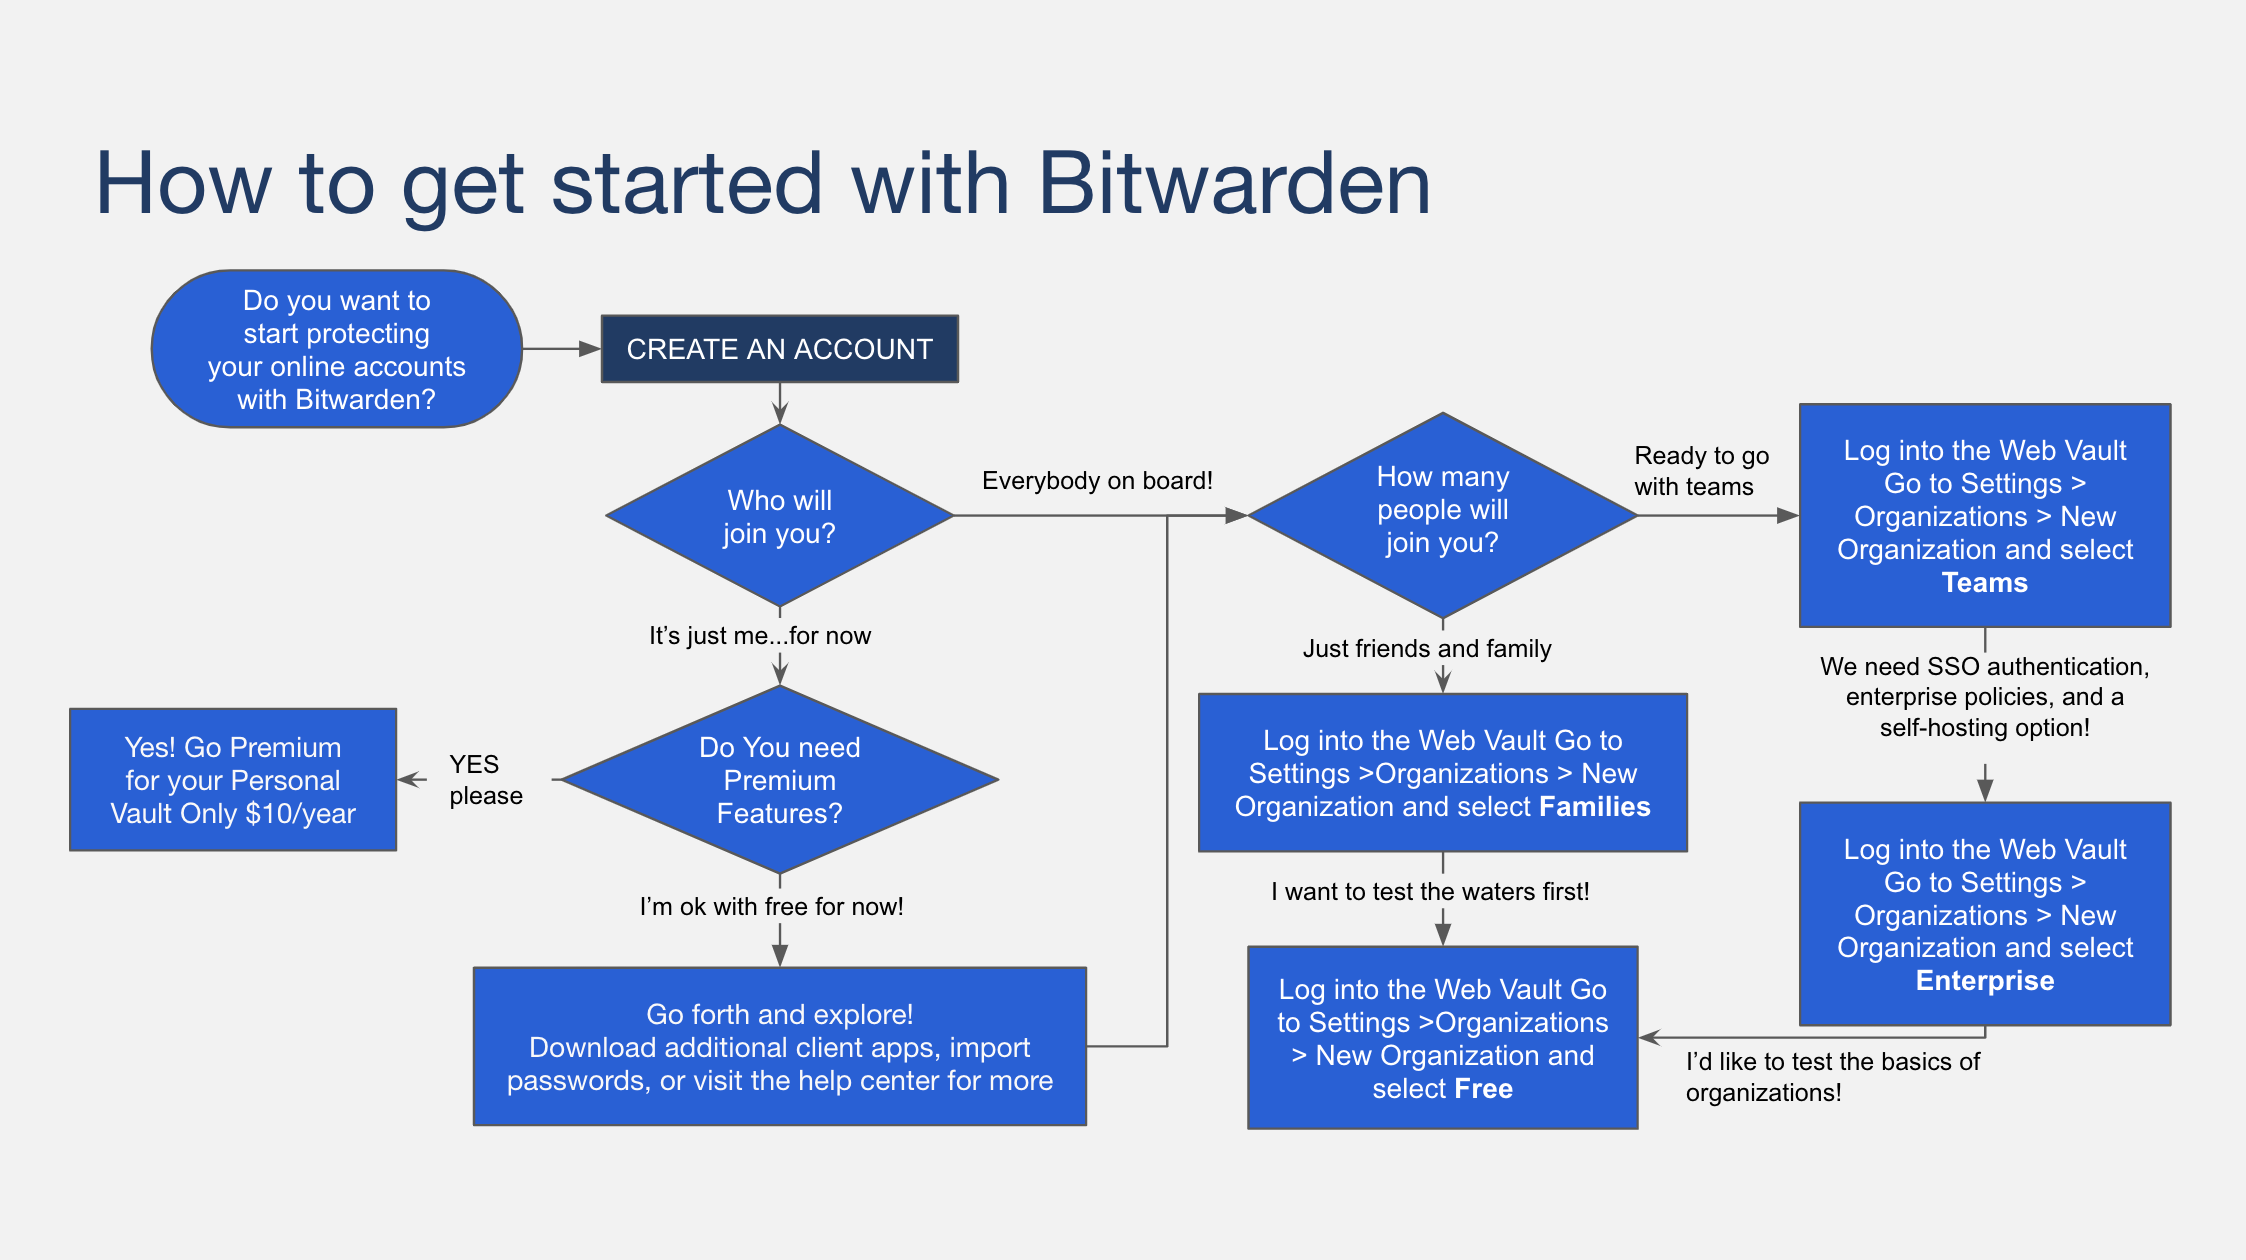 How to get started with Bitwarden
Do you want to
start protecting
your online accounts
with Bitwarden?
CREATE AN ACCOUNT
Who will
join you?
Everybody on board!
How many
people will
join you?
Ready to go
with teams
Log into the Web Vault
Go to Settings >
Organizations > New
Organization and select
Teams
It’s just me...for now
Just friends and family
We need SSO authentication,
enterprise policies, and a
self-hosting option!
Yes! Go Premium
for your Personal
Vault Only $10/year
YES
please
Do You need
Premium
Features?
Log into the Web Vault Go to
Settings >Organizations > New
Organization and select Families
I’m ok with free for now!
I want to test the waters first!
Log into the Web Vault
Go to Settings >
Organizations > New
Organization and select
Enterprise
Go forth and explore!
Download additional client apps, import
passwords, or visit the help center for more
Log into the Web Vault Go
to Settings >Organizations
> New Organization and
select Free
I’d like to test the basics of
organizations!